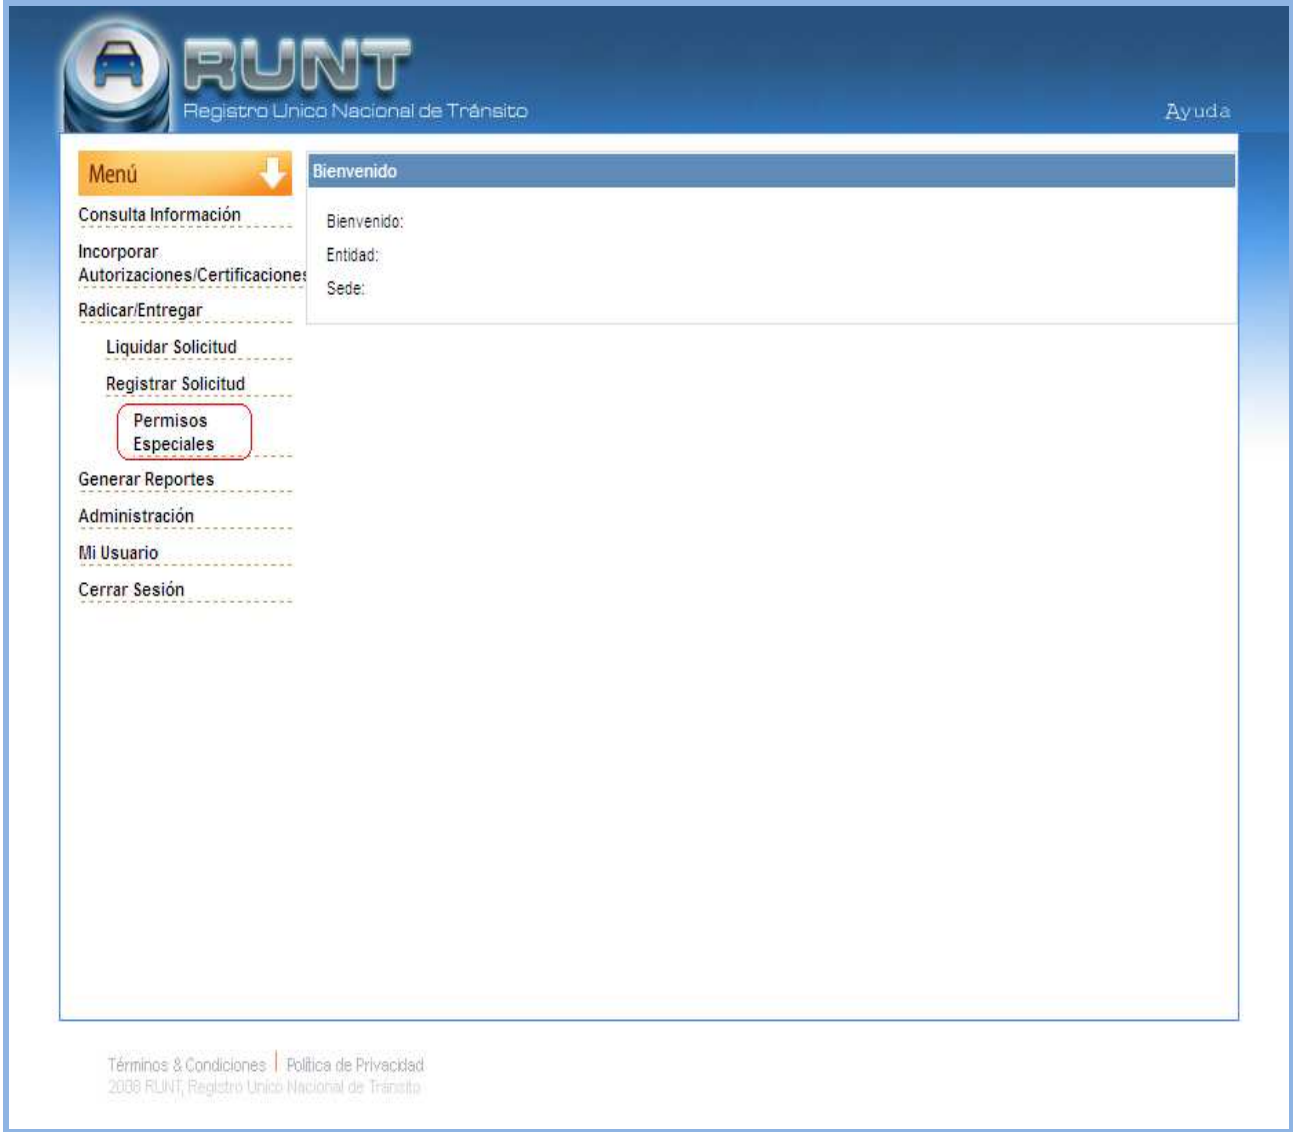 RUNT
Registro Unico Nacional de Tránsito
Ayuda
Menú
Consulta Información
Incorporar
Autorizaciones/Certificaciones
Radicar/Entregar
Liquidar Solicitud
Registrar Solicitud
Permisos
Especiales
Generar Reportes
Administración
Mi Usuario
Cerrar Sesión
Bienvenido
Bienvenido:
Entidad:
Sede:
Términos & Condiciones | Política de Privacidad
2008 RUNT, Registro Unico Nacional de Transito